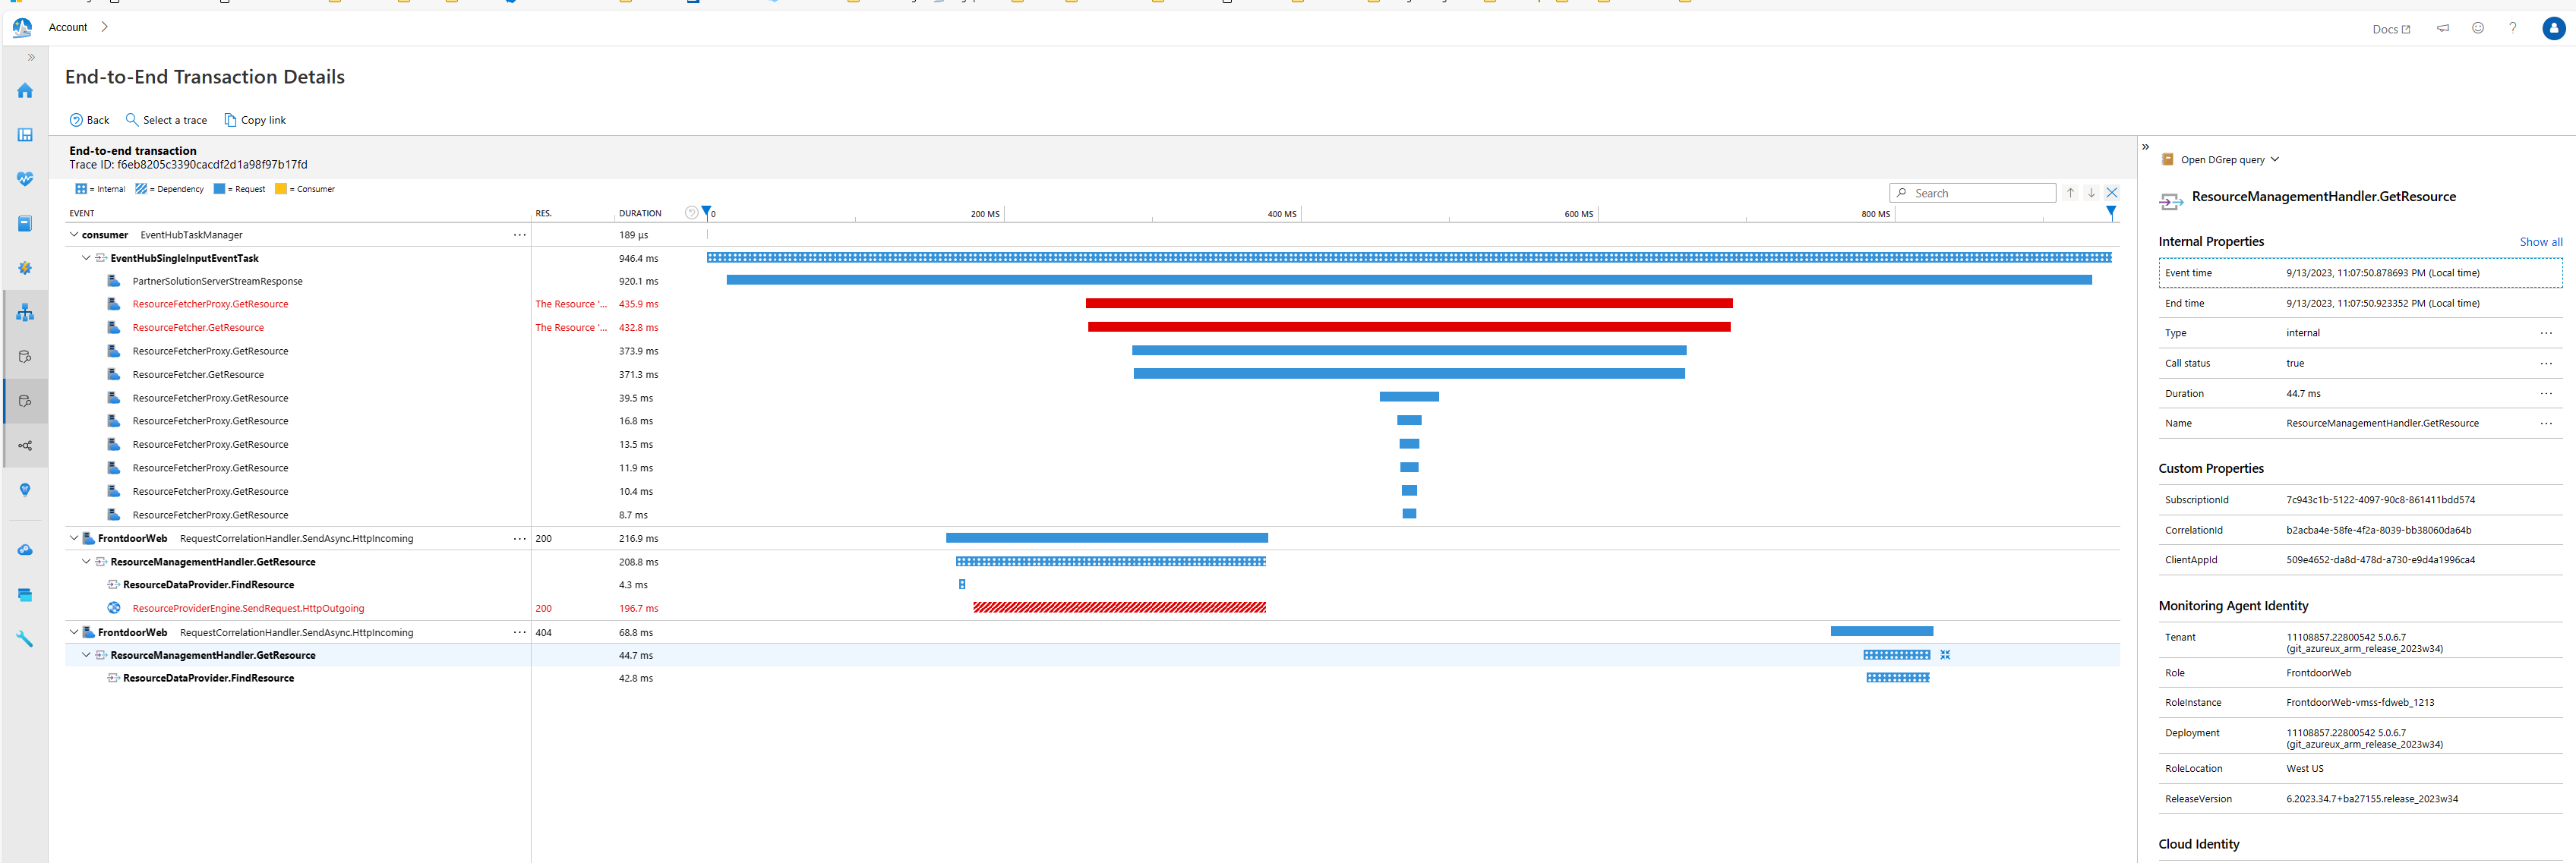 Account
Docs
End-to-End Transaction Details
Back
Select a trace
Copy link
End-to-end transaction
Trace ID: f6eb8205c3390cacdf2d1a98f97b17fd
= Internal = Dependency = Request = Consumer
Search
EVENT RES. DURATION 0 200 MS 400 MS 600 MS 800 MS
consumer EventHubTaskManager ... 189 µs
EventHubSingleInputEventTask 946.4 ms
PartnerSolutionServerStreamResponse 920.1 ms
ResourceFetcherProxy.GetResource The Resource '... 435.9 ms
ResourceFetcher.GetResource The Resource '... 432.8 ms
ResourceFetcherProxy.GetResource 373.9 ms
ResourceFetcher.GetResource 371.3 ms
ResourceFetcherProxy.GetResource 39.5 ms
ResourceFetcherProxy.GetResource 16.8 ms
ResourceFetcherProxy.GetResource 13.5 ms
ResourceFetcherProxy.GetResource 11.9 ms
ResourceFetcherProxy.GetResource 10.4 ms
ResourceFetcherProxy.GetResource 8.7 ms
FrontdoorWeb RequestCorrelationHandler.SendAsync.HttpIncoming ... 200 216.9 ms
ResourceManagementHandler.GetResource 208.8 ms
ResourceDataProvider.FindResource 4.3 ms
ResourceProviderEngine.SendRequest.HttpOutgoing 200 196.7 ms
FrontdoorWeb RequestCorrelationHandler.SendAsync.HttpIncoming ... 404 68.8 ms
ResourceManagementHandler.GetResource 44.7 ms
ResourceDataProvider.FindResource 42.8 ms
Open DGrep query
ResourceManagementHandler.GetResource
Internal Properties Show all
Event time 9/13/2023, 11:07:50.878693 PM (Local time)
End time 9/13/2023, 11:07:50.923352 PM (Local time)
Type internal ...
Call status true ...
Duration 44.7 ms ...
Name ResourceManagementHandler.GetResource ...
Custom Properties
SubscriptionId 7c943c1b-5122-4097-90c8-861411bdd574
CorrelationId b2acba4e-58fe-4f2a-8039-bb38060da64b
ClientAppId 509e4652-da8d-478d-a730-e9d4a1996ca4
Monitoring Agent Identity
Tenant 11108857.22800542 5.0.6.7
(git_azureux_arm_release_2023w34)
Role FrontdoorWeb
RoleInstance FrontdoorWeb-vmss-fdweb_1213
Deployment 11108857.22800542 5.0.6.7
(git_azureux_arm_release_2023w34)
RoleLocation West US
ReleaseVersion 6.2023.34.7+ba27155.release_2023w34
Cloud Identity